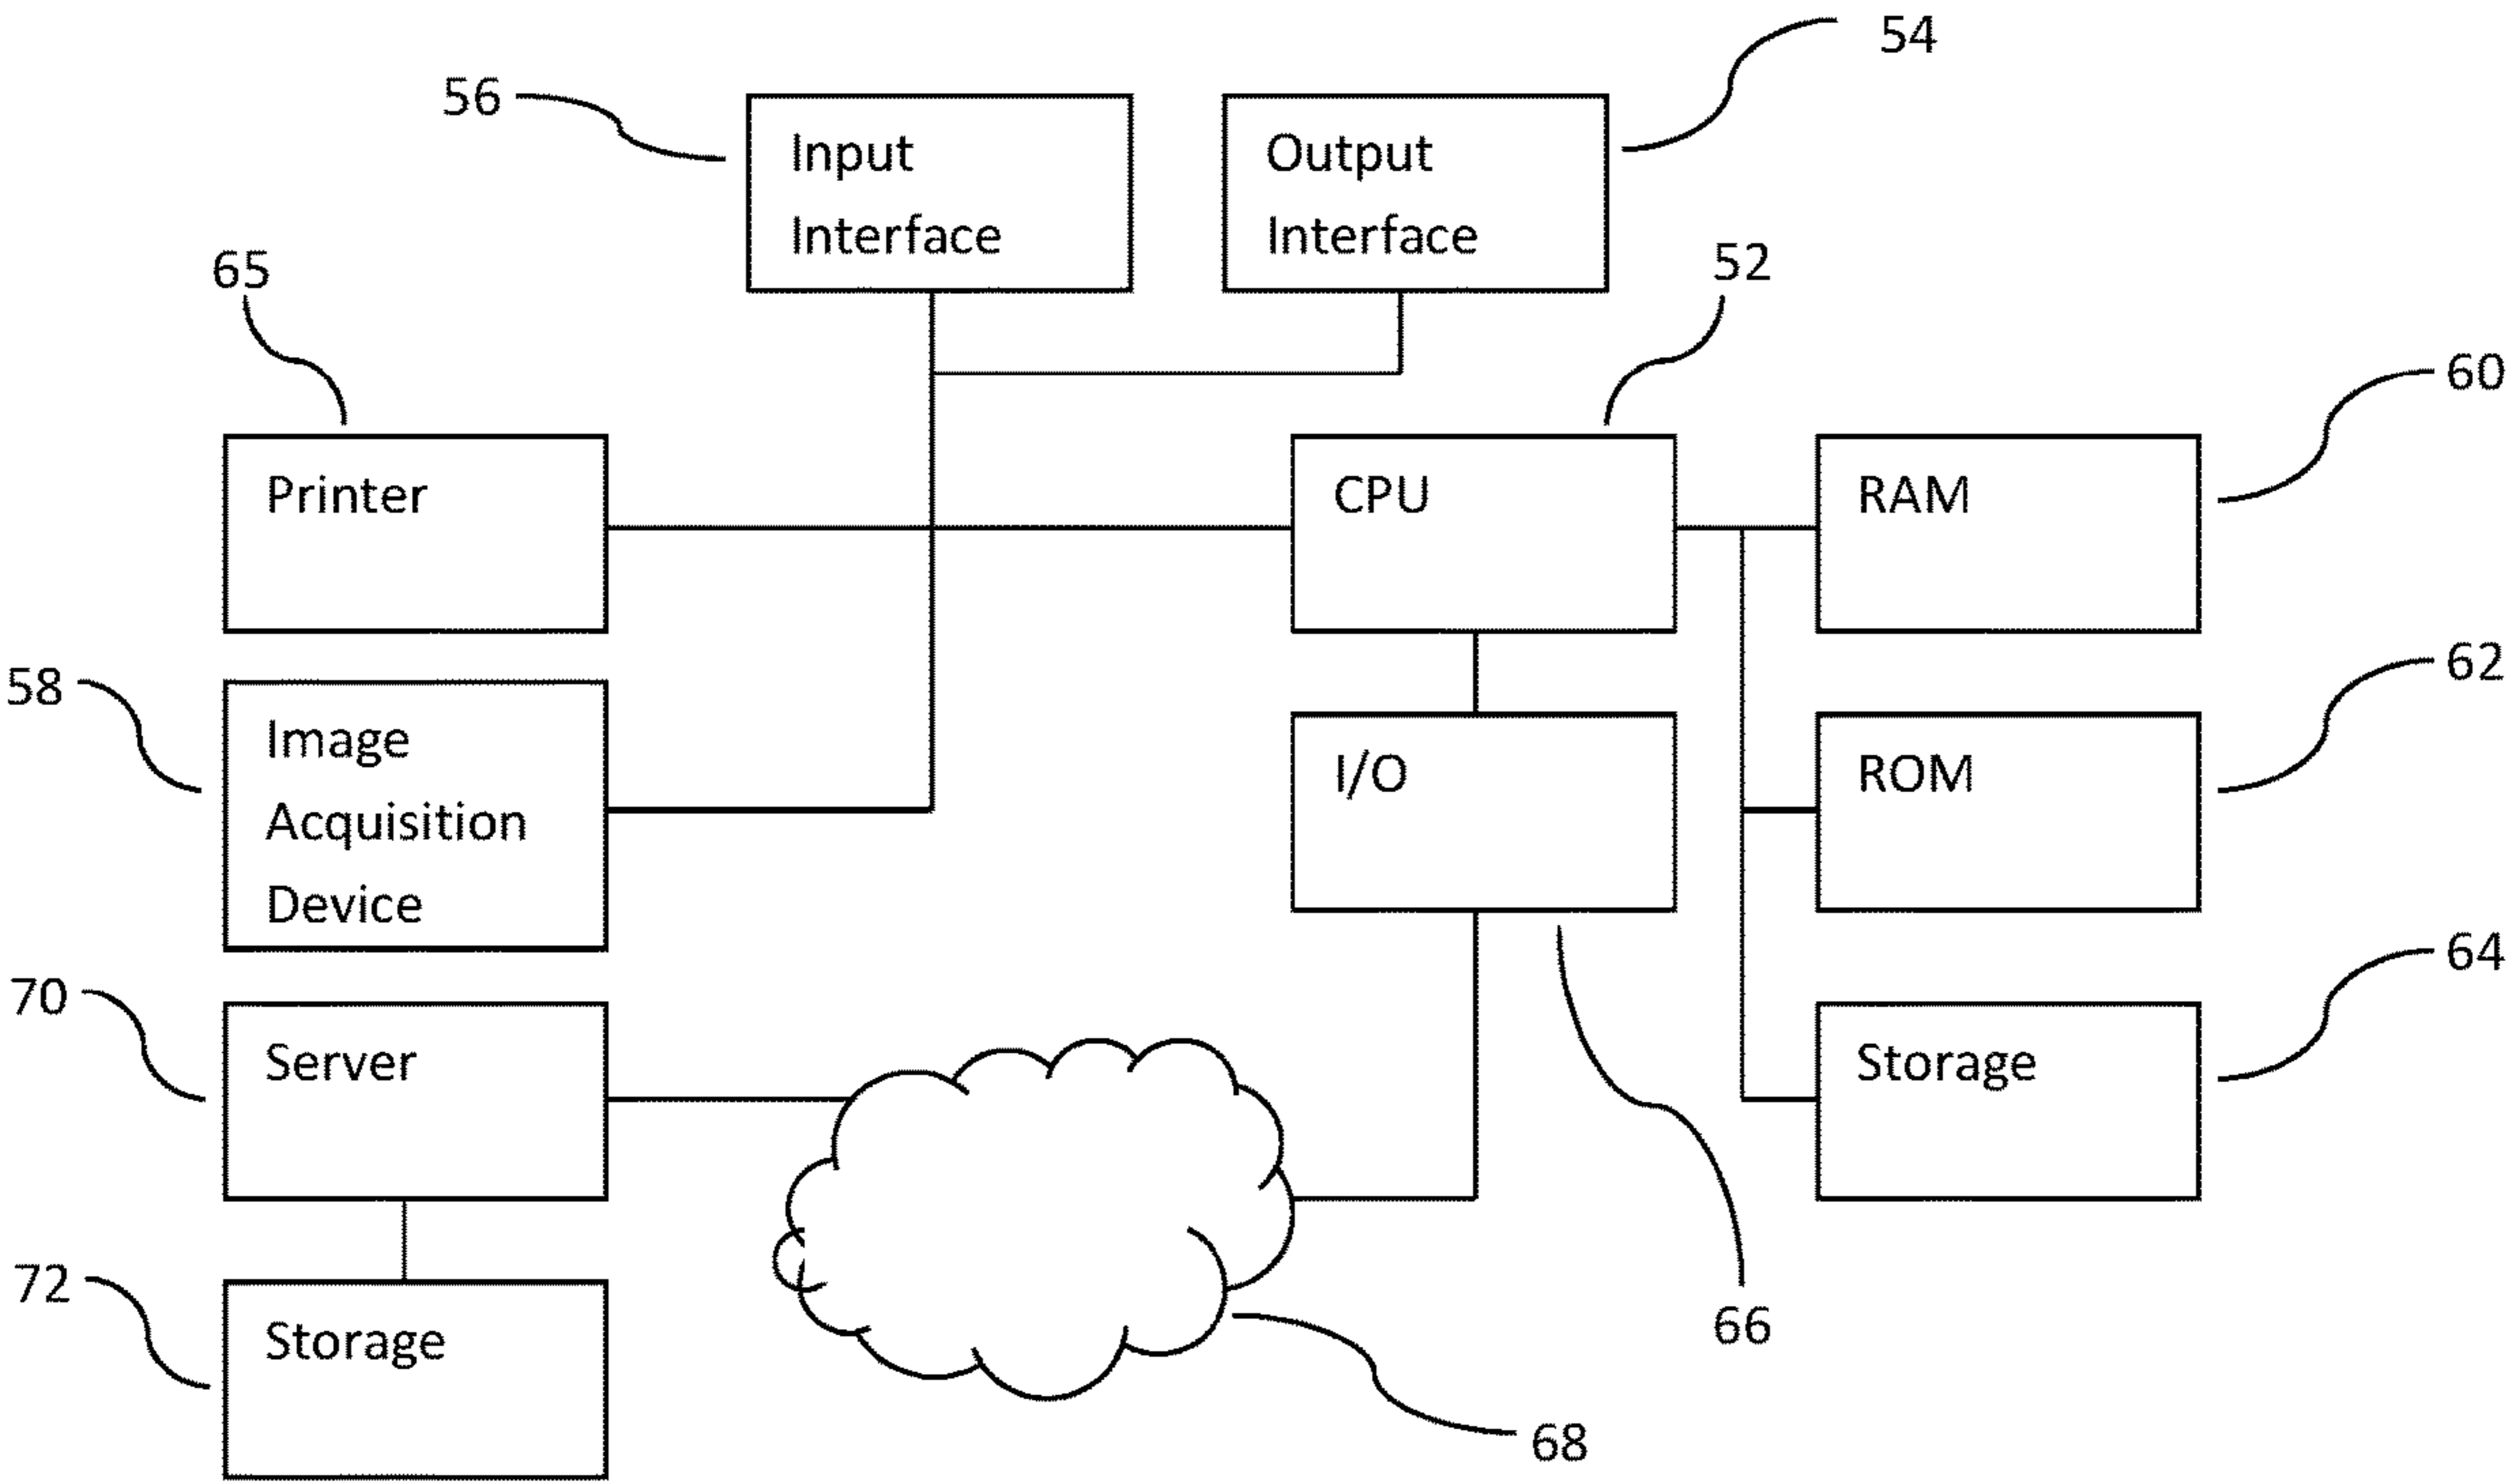 54
56
Input
Interface
Output
Interface
65
52
60
Printer
CPU
RAM
58
62
Image
Acquisition
Device
I/O
ROM
70
64
Server
Storage
72
66
Storage
68